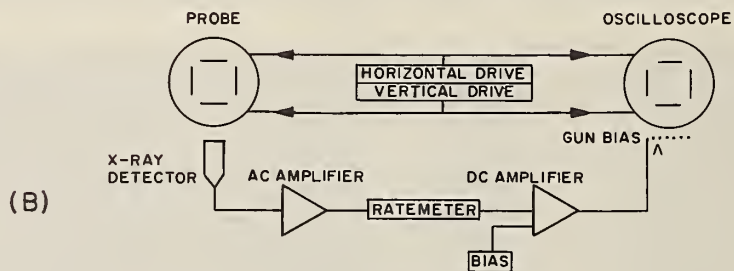 PROBE
OSCILLOSCOPE
HORIZONTAL DRIVE
VERTICAL DRIVE
GUN BIAS
X-RAY
DETECTOR
AC AMPLIFIER
DC AMPLIFIER
(B)
RATEMETER
BIAS